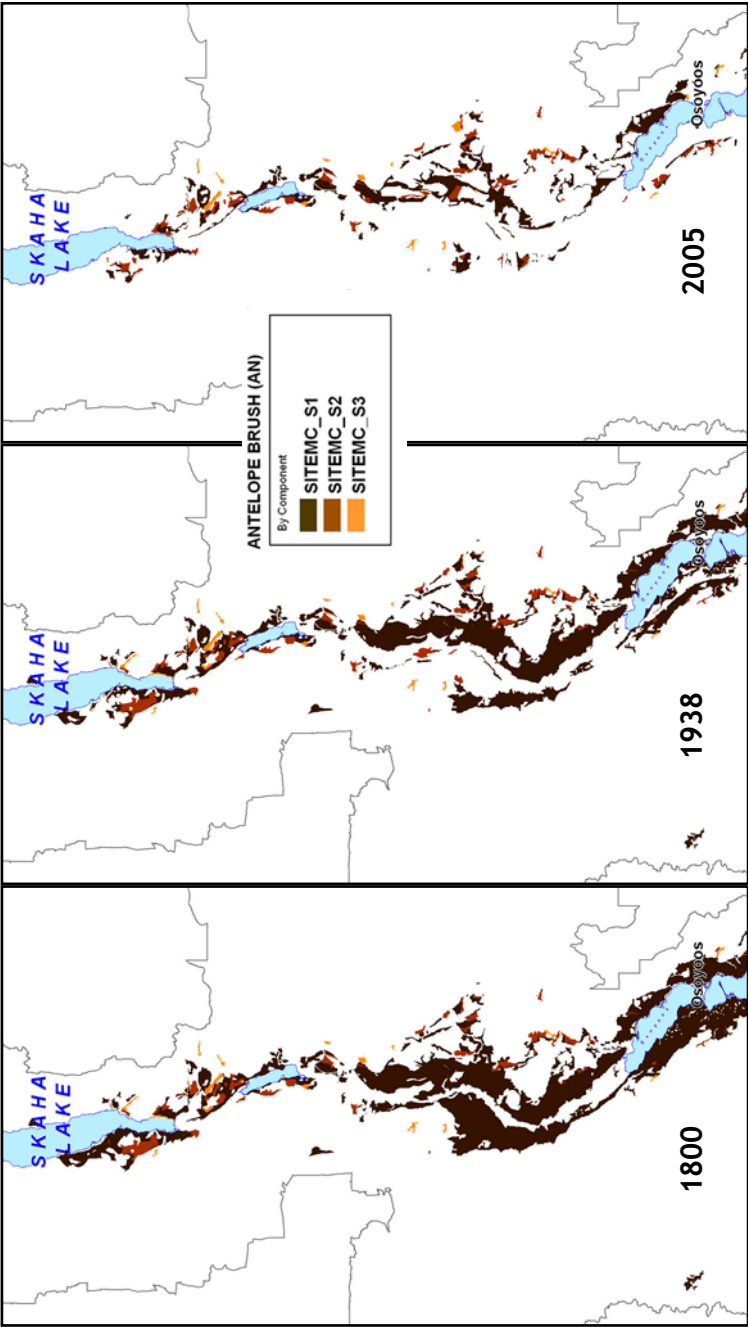 SKAHA
LAKE
Osoyoos
2005
ANTELOPE BRUSH (AN)
By Component
SITEMC_S1
SITEMC_S2
SITEMC_S3
SKAHA
LAKE
Osoyoos
1938
SKAHA
LAKE
Osoyoos
1800